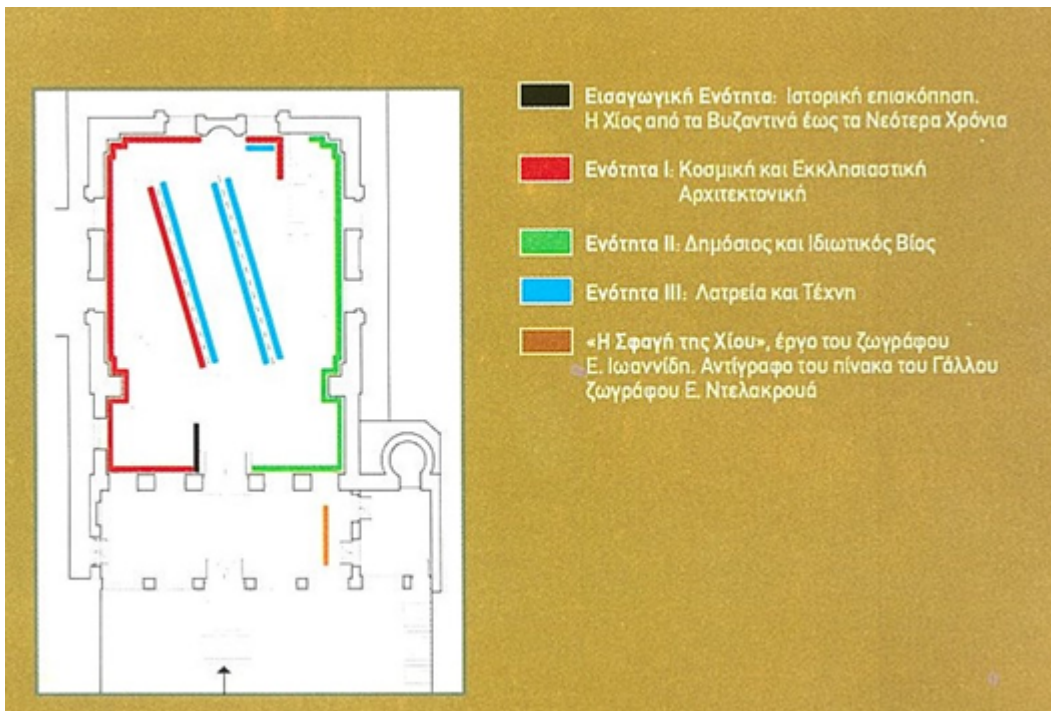 Εισαγωγική Ενότητα: Ιστορική επισκόπηση.
Η Χίος από τα Βυζαντινά έως τα Νεότερα Χρόνια
Ενότητα Ι: Κοσμική και Εκκλησιαστική
Αρχιτεκτονική
Ενότητα ΙΙ: Δημόσιος και Ιδιωτικός Βίος
Ενότητα ΙΙΙ: Λατρεία και Τέχνη
«Η Σφαγή της Χίου», έργο του ζωγράφου
Ε. Ιωαννίδη. Αντίγραφο του πίνακα του Γάλλου
ζωγράφου Ε. Ντελακρουά